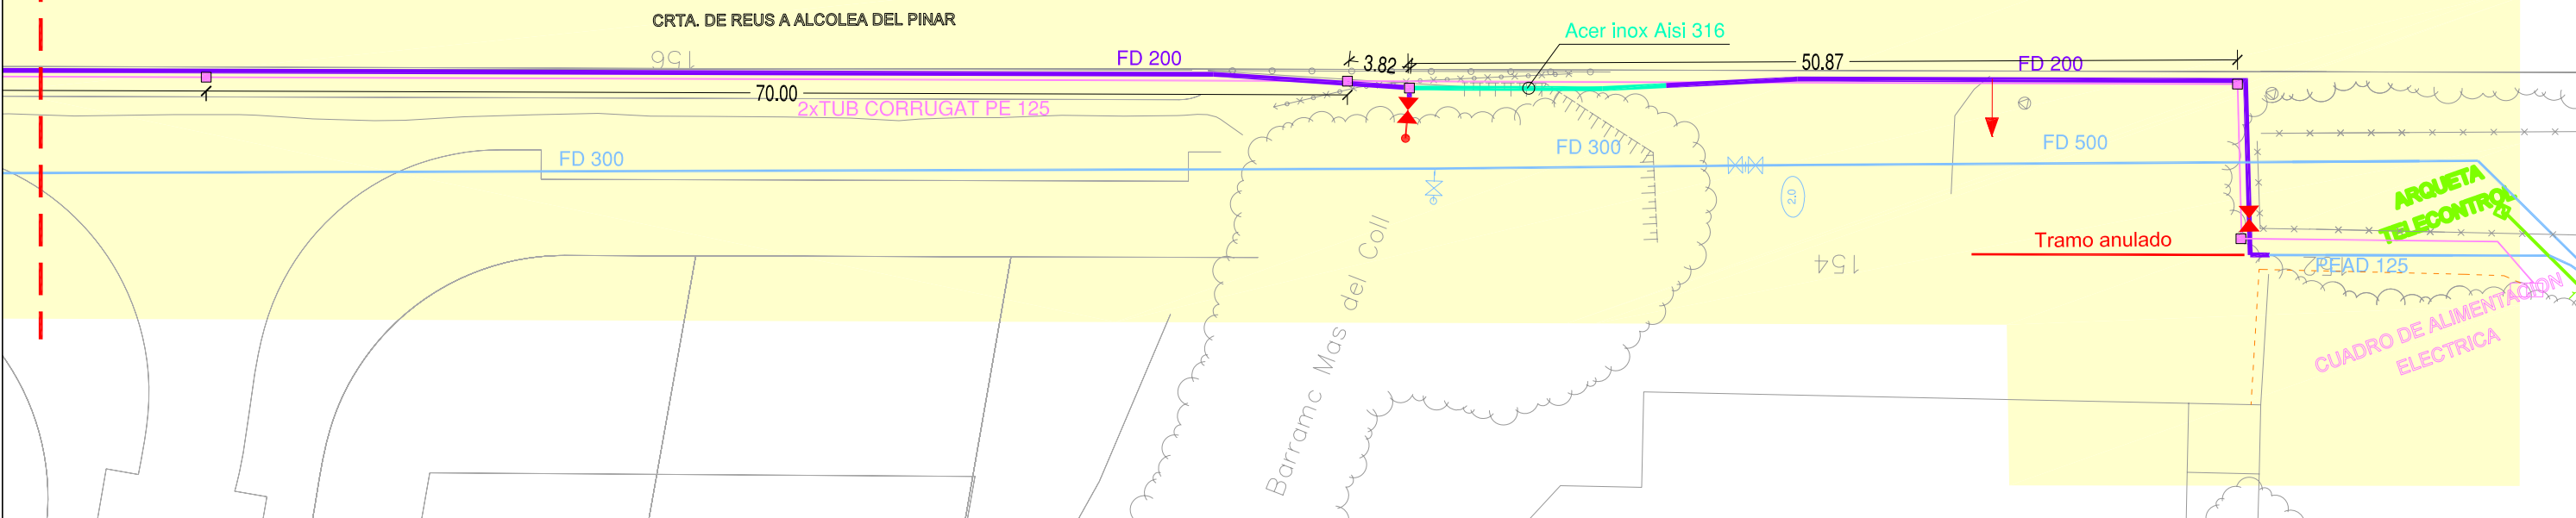 CRTA. DE REUS A ALCOLEA DEL PINAR
156
FD 200
3.82
Acer inox Aisi 316
50.87
FD 200
70.00
2xTUB CORRUGAT PE 125
FD 300
FD 300
FD 500
2.0
ARQUETA
TELECONTROL
Tramo anulado
154
PEAD 125
152
CUADRO DE ALIMENTACION
ELECTRICA
Barramc Mas del Coll